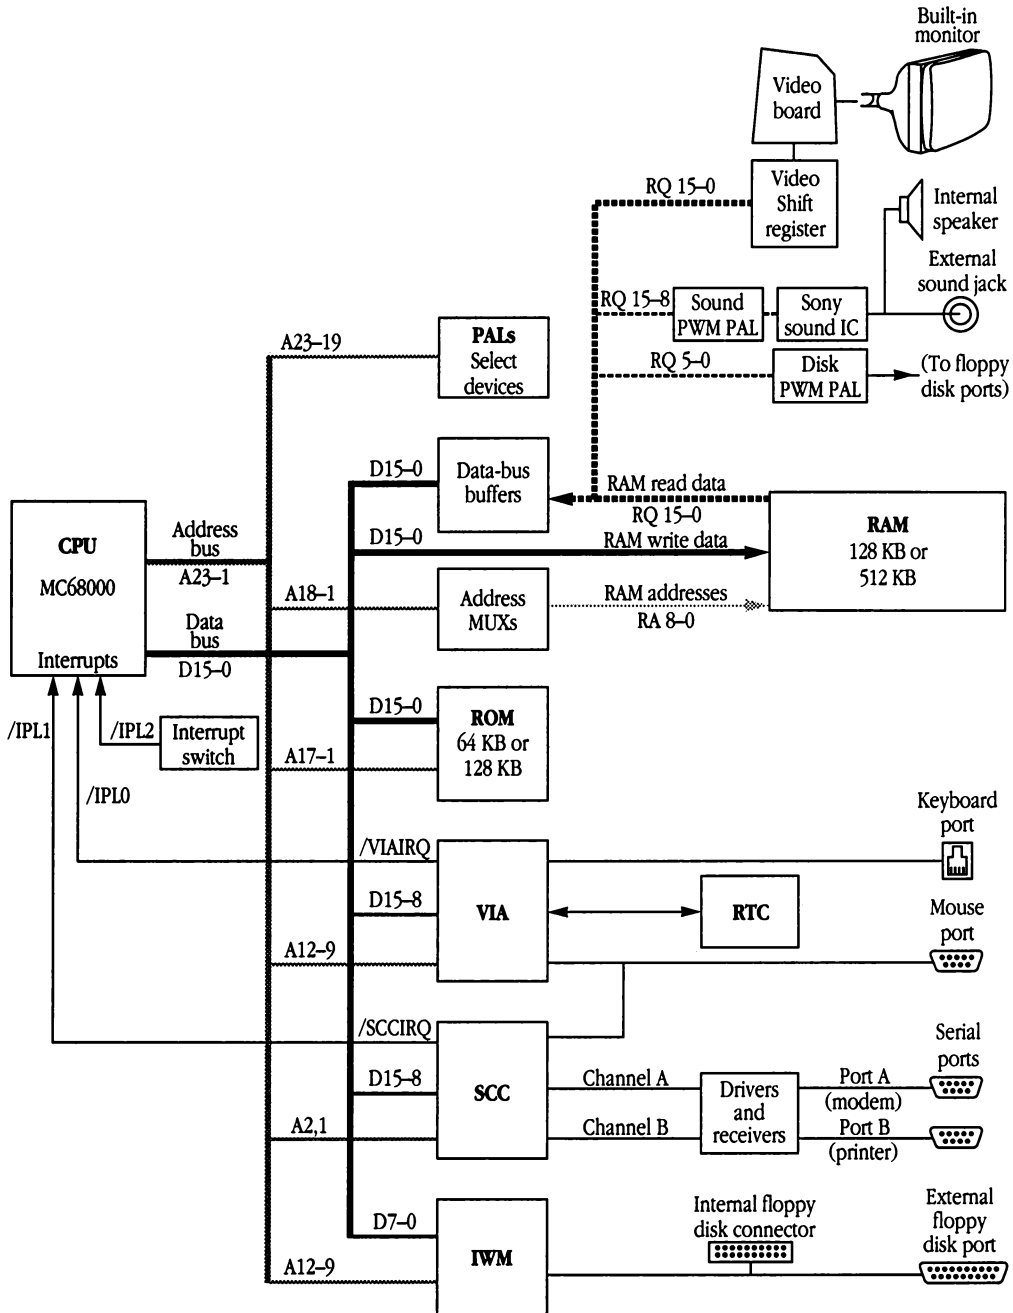 Built-in
monitor
Video
board
RQ 15–0
Video
Shift
register
Internal
speaker
External
sound jack
RQ 15–8
Sound
PWM PAL
Sony
sound IC
A23–19
PALs
Select
devices
RQ 5–0
Disk
PWM PAL
(To floppy
disk ports)
D15–0
Data-bus
buffers
RAM read data
RQ 15–0
CPU
MC68000
Interrupts
Address
bus
A23–1
D15–0
RAM write data
RAM
128 KB or
512 KB
A18–1
Address
MUXs
RAM addresses
RA 8–0
Data
bus
D15–0
/IPL1
/IPL2
Interrupt
switch
/IPL0
D15–0
ROM
64 KB or
128 KB
A17–1
Keyboard
port
/VIAIRQ
D15–8
VIA
RTC
A12–9
Mouse
port
/SCCIRQ
D15–8
SCC
A2,1
Channel A
Channel B
Drivers
and
receivers
Port A
(modem)
Port B
(printer)
Serial
ports
D7–0
IWM
A12–9
Internal floppy
disk connector
External
floppy
disk port